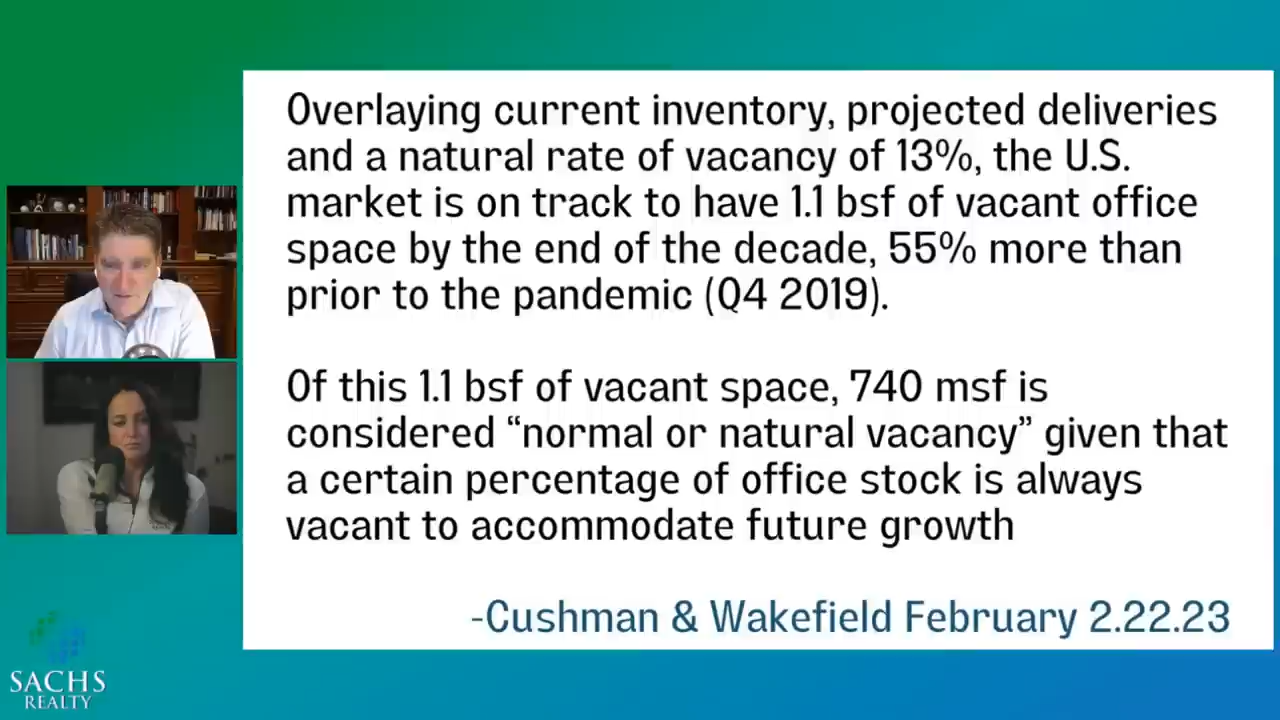 Overlaying current inventory, projected deliveries
and a natural rate of vacancy of 13%, the U.S.
market is on track to have 1.1 bsf of vacant office
space by the end of the decade, 55% more than
prior to the pandemic (Q4 2019).
Of this 1.1 bsf of vacant space, 740 msf is
considered “normal or natural vacancy” given that
a certain percentage of office stock is always
vacant to accommodate future growth
-Cushman & Wakefield February 2.22.23
SACHS
REALTY